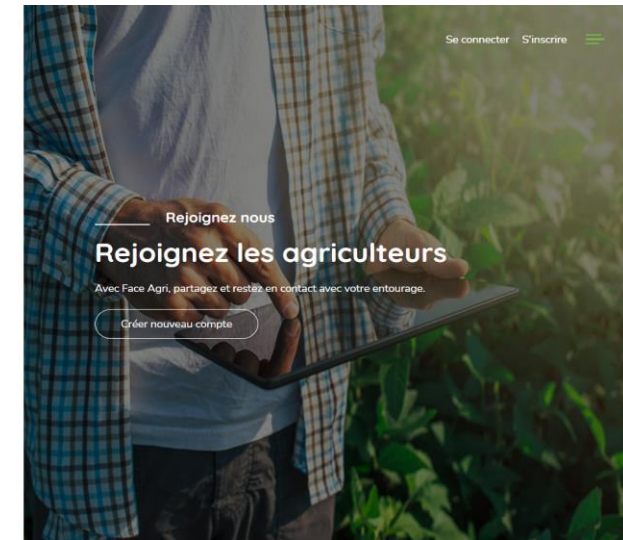 Se connecter S'inscrire
Rejoignez nous
Rejoignez les agriculteurs
Avec Face Agri, partagez et restez en contact avec votre entourage.
Créer nouveau compte